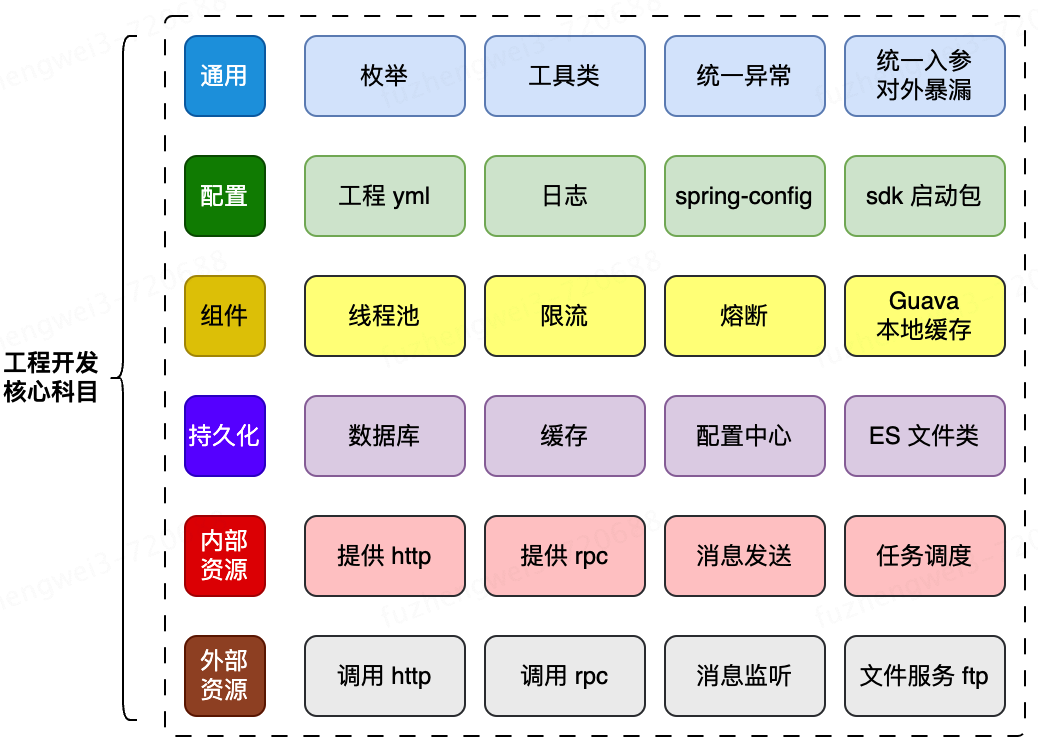 通用
枚举
工具类
统一异常
统一入参
对外暴漏
配置
工程 yml
日志
spring-config
sdk 启动包
组件
线程池
限流
熔断
Guava
本地缓存
工程开发
核心科目
持久化
数据库
缓存
配置中心
ES 文件类
内部
资源
提供 http
提供 rpc
消息发送
任务调度
外部
资源
调用 http
调用 rpc
消息监听
文件服务 ftp